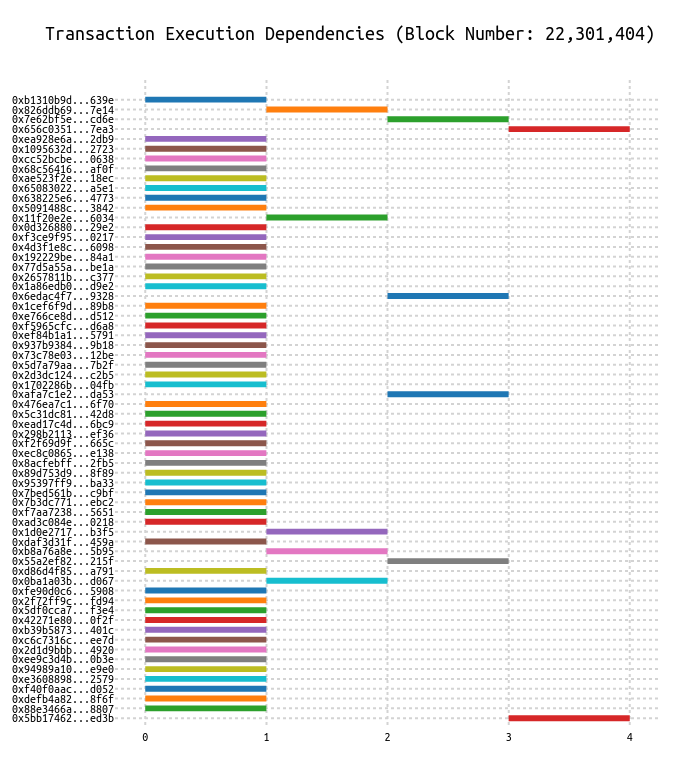 Transaction Execution Dependencies (Block Number: 22,301,404)
0xb1310b9d...639e
0x826ddb69...7e14
0x7e62bf5e...cd6e
0x656c0351...7ea3
0xea928e6a...2db9
0x1095632d...2723
0xcc52bcbe...0638
0x68c56416...af0f
0xae523f2e...18ec
0x65083022...a5e1
0x638225e6...4773
0x5091488c...3842
0x11f20e2e...6034
0x0d326880...29e2
0xf3ce9f95...0217
0x4d3f1e8c...6098
0x192229be...84a1
0x77d5a55a...be1a
0x2657811b...c377
0x1a86edb0...d9e2
0x6edac4f7...9328
0x1cef6f9d...89b8
0xe766ce8d...d512
0xf5965cfc...d6a8
0xef84b1a1...5791
0x937b9384...9b18
0x73c78e03...12be
0x5d7a79aa...7b2f
0x2d3dc124...c2b5
0x1702286b...04fb
0xafa7c1e2...da53
0x476ea7c1...6f70
0x5c31dc81...42d8
0xead17c4d...6bc9
0x298b2113...ef36
0xf2f69d9f...665c
0xec8c0865...e138
0x8acfebff...2fb5
0x89d753d9...8f89
0x95397ff9...ba33
0x7bed561b...c9bf
0x7b3dc771...ebc2
0xf7aa7238...5651
0xad3c084e...0218
0x1d0e2717...b3f5
0xdaf3d31f...459a
0xb8a76a8e...5b95
0x55a2ef82...215f
0xd86d4f85...a791
0x0ba1a03b...d067
0xfe90d0c6...5908
0x2f72ff9c...fd94
0x5df0cca7...f3e4
0x42271e80...0f2f
0xb39b5873...401c
0xc6c7316c...ee7d
0x2d1d9bbb...4920
0xee9c3d4b...0b3e
0x94989a10...e9e0
0xe3608898...2579
0xf40f0aac...d052
0xdefb4a82...8f6f
0x88e3466a...8807
0x5bb17462...ed3b
0 1 2 3 4